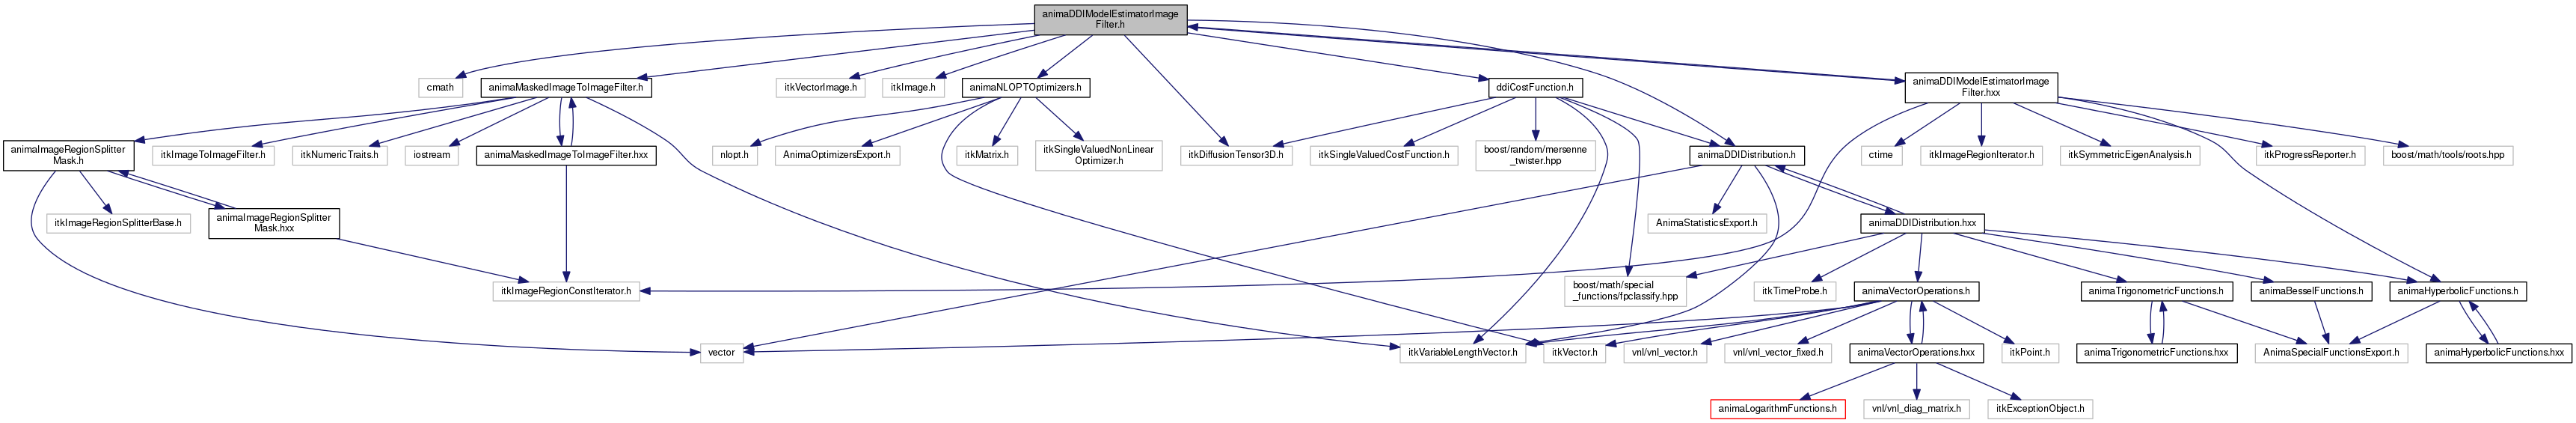 animaDDIModelEstimatorImage
Filter.h
cmath
animaMaskedImageToImageFilter.h
itkVectorImage.h
itkImage.h
animaNLOPTOptimizers.h
ddiCostFunction.h
animaDDIModelEstimatorImage
Filter.hxx
animaImageRegionSplitter
Mask.h
itkImageToImageFilter.h
itkNumericTraits.h
iostream
animaMaskedImageToImageFilter.hxx
nlopt.h
AnimaOptimizersExport.h
itkMatrix.h
itkSingleValuedNonLinear
Optimizer.h
itkDiffusionTensor3D.h
itkSingleValuedCostFunction.h
boost/random/mersenne
_twister.hpp
animaDDIDistribution.h
ctime
itkImageRegionIterator.h
itkSymmetricEigenAnalysis.h
itkProgressReporter.h
boost/math/tools/roots.hpp
itkImageRegionSplitterBase.h
animaImageRegionSplitter
Mask.hxx
AnimaStatisticsExport.h
animaDDIDistribution.hxx
itkImageRegionConstIterator.h
boost/math/special
_functions/fpclassify.hpp
itkTimeProbe.h
animaVectorOperations.h
animaTrigonometricFunctions.h
animaBesselFunctions.h
animaHyperbolicFunctions.h
vector
itkVariableLengthVector.h
itkVector.h
vnl/vnl_vector.h
vnl/vnl_vector_fixed.h
animaVectorOperations.hxx
itkPoint.h
animaTrigonometricFunctions.hxx
AnimaSpecialFunctionsExport.h
animaHyperbolicFunctions.hxx
animaLogarithmFunctions.h
vnl/vnl_diag_matrix.h
itkExceptionObject.h